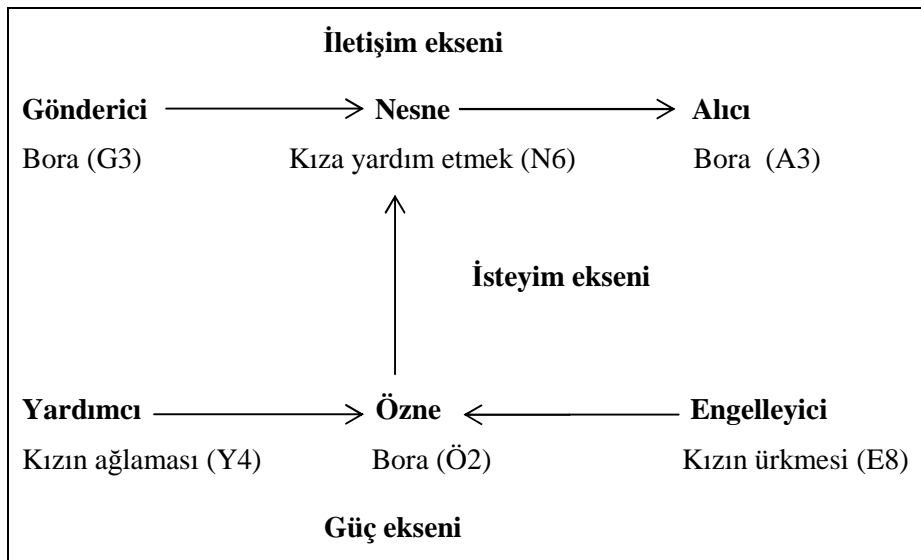 İletişim ekseni
Gönderici Nesne Alıcı
Bora (G3) Kıza yardım etmek (N6) Bora (A3)
İsteyim ekseni
Yardımcı Özne Engelleyici
Kızın ağlaması (Y4) Bora (Ö2) Kızın ürkmesi (E8)
Güç ekseni